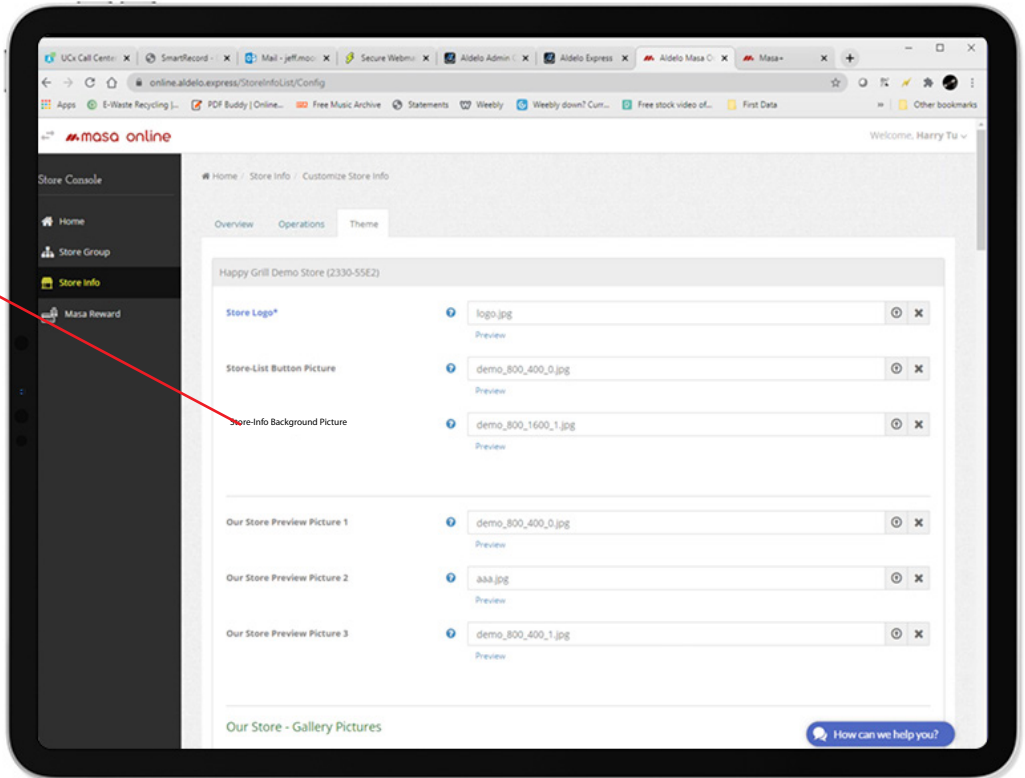 UCx Call Cente
SmartRecord -
Mail - jeff.moo
Secure Webma
Aldelo Admin C
Aldelo Express
Aldelo Masa O
Masa+
online.aldelo.express/StoreInfoList/Config
Apps
E-Waste Recycling |...
PDF Buddy | Online...
Free Music Archive
Statements
Weebly
Weebly down? Curr...
Free stock video of...
First Data
Other bookmarks
masa online
Welcome, Harry Tu
Store Console
Home / Store Info / Customize Store Info
Home
Store Group
Store Info
Masa Reward
Overview Operations Theme
Happy Grill Demo Store (2330-55E2)
Store Logo* logo.jpg
Preview
Store-List Button Picture demo_800_400_0.jpg
Preview
Store-Info Background Picture demo_800_1600_1.jpg
Preview
Our Store Preview Picture 1 demo_800_400_0.jpg
Preview
Our Store Preview Picture 2 aaa.jpg
Preview
Our Store Preview Picture 3 demo_800_400_1.jpg
Preview
Our Store - Gallery Pictures
How can we help you?